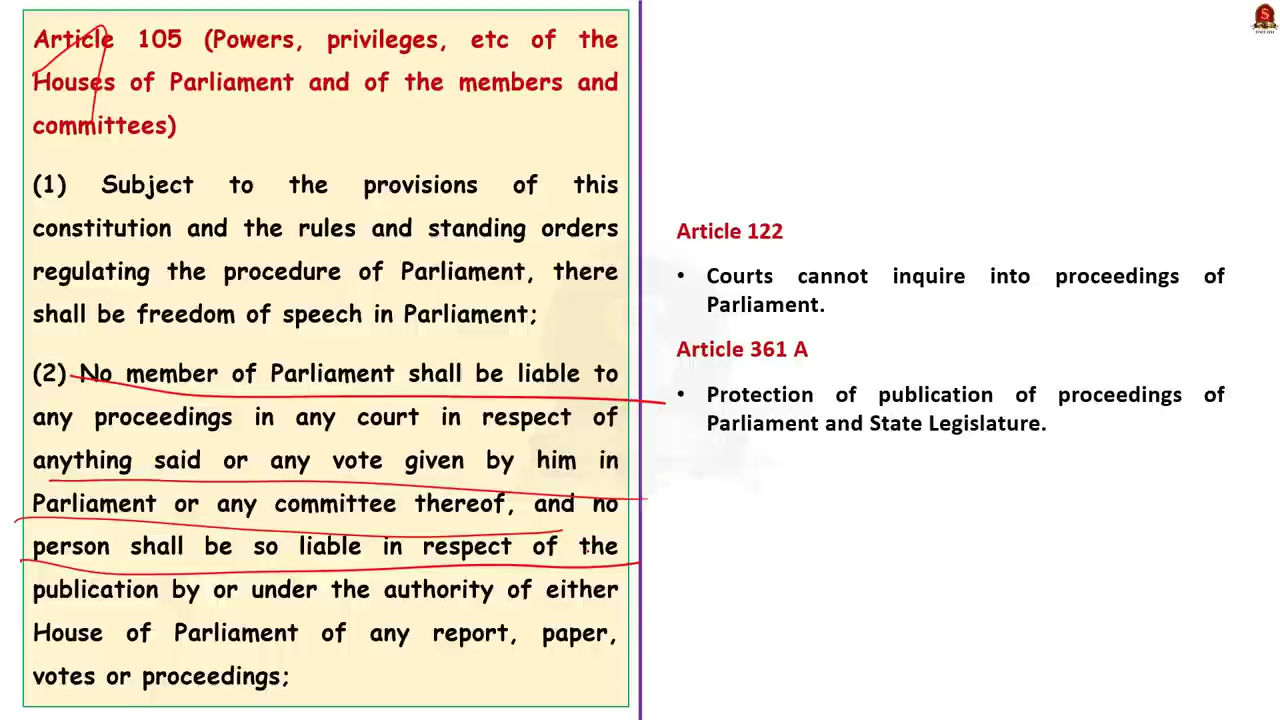 Article 105 (Powers, privileges, etc of the
Houses of Parliament and of the members and
committees)
(1) Subject to the provisions of this
constitution and the rules and standing orders
regulating the procedure of Parliament, there
shall be freedom of speech in Parliament;
(2) No member of Parliament shall be liable to
any proceedings in any court in respect of
anything said or any vote given by him in
Parliament or any committee thereof, and no
person shall be so liable in respect of the
publication by or under the authority of either
House of Parliament of any report, paper,
votes or proceedings;
Article 122
• Courts cannot inquire into proceedings of
Parliament.
Article 361 A
• Protection of publication of proceedings of
Parliament and State Legislature.